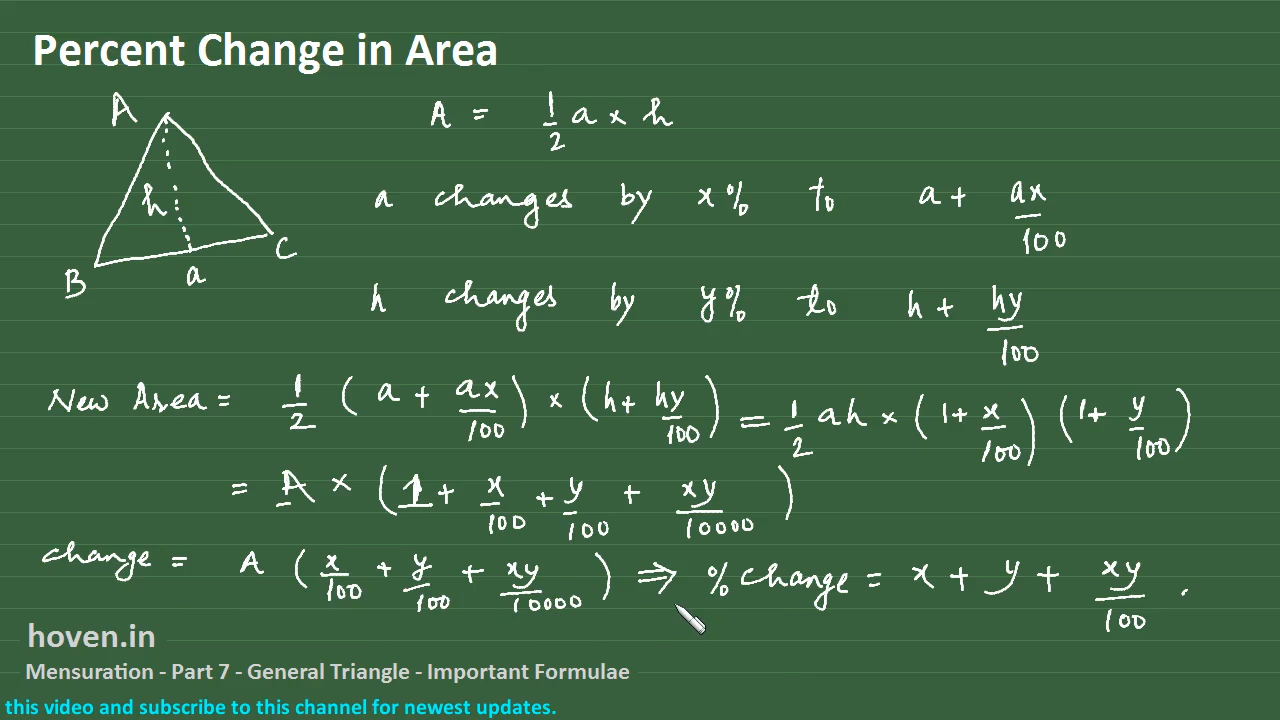 Percent Change in Area
A
h
B
a
C
A = 1/2 a × h
a changes by x% to a + ax/100
h changes by y% to h + hy/100
New Area = 1/2 ( a + ax/100 ) × ( h + hy/100 ) = 1/2 ah × ( 1 + x/100 ) ( 1 + y/100 )
= A × ( 1 + x/100 + y/100 + xy/10000 )
change = A ( x/100 + y/100 + xy/10000 ) ⇒ % change = x + y + xy/100 .
hoven.in
Mensuration - Part 7 - General Triangle - Important Formulae
this video and subscribe to this channel for newest updates.